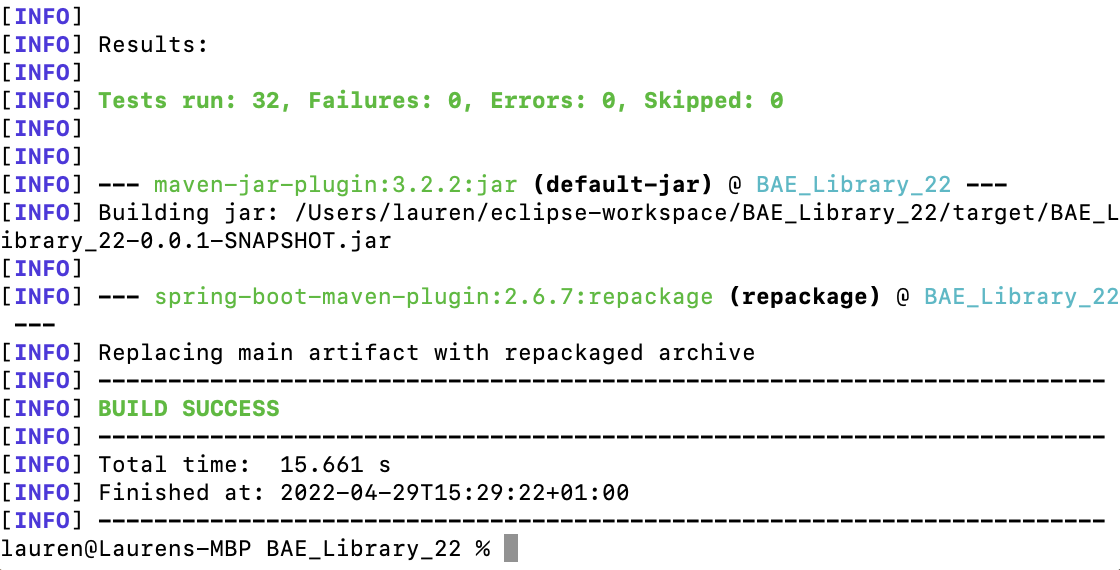 [INFO]
[INFO] Results:
[INFO]
[INFO] Tests run: 32, Failures: 0, Errors: 0, Skipped: 0
[INFO]
[INFO]
[INFO] --- maven-jar-plugin:3.2.2:jar (default-jar) @ BAE_Library_22 ---
[INFO] Building jar: /Users/lauren/eclipse-workspace/BAE_Library_22/target/BAE_L
ibrary_22-0.0.1-SNAPSHOT.jar
[INFO]
[INFO] --- spring-boot-maven-plugin:2.6.7:repackage (repackage) @ BAE_Library_22
 ---
[INFO] Replacing main artifact with repackaged archive
[INFO] ------------------------------------------------------------------------
[INFO] BUILD SUCCESS
[INFO] ------------------------------------------------------------------------
[INFO] Total time:  15.661 s
[INFO] Finished at: 2022-04-29T15:29:22+01:00
[INFO] ------------------------------------------------------------------------
lauren@Laurens-MBP BAE_Library_22 %